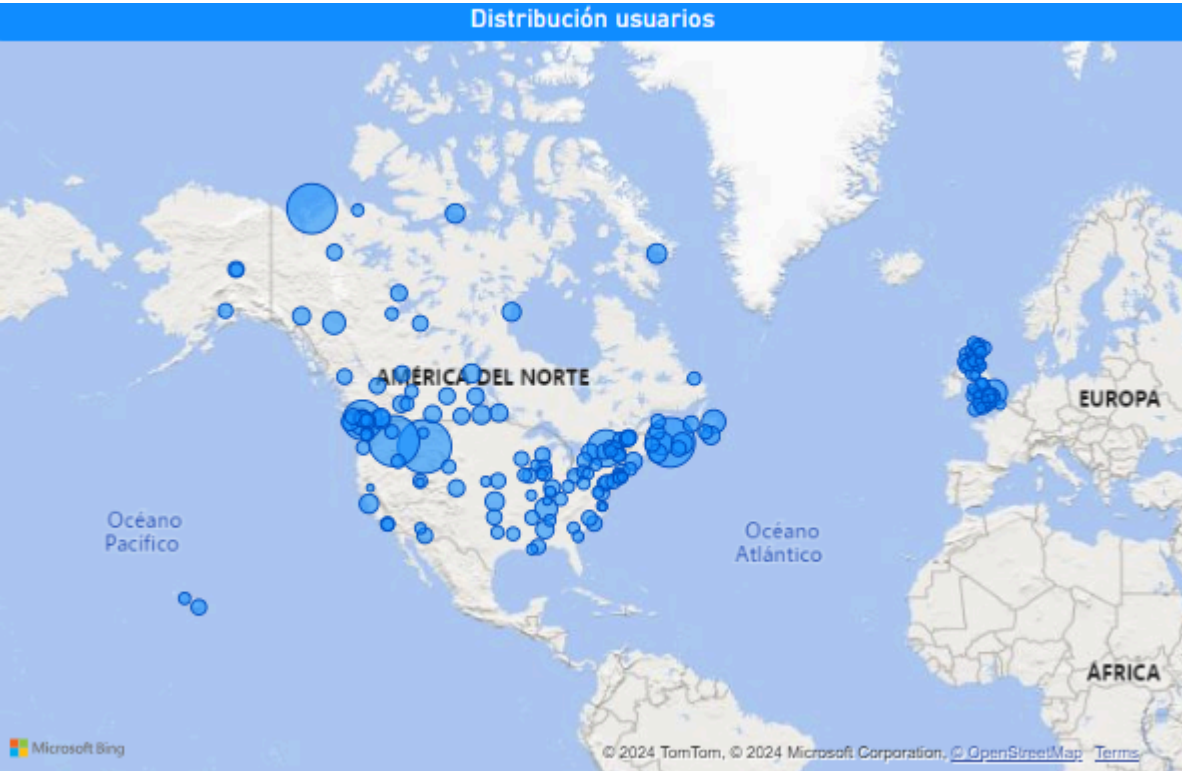 Distribución usuarios
AMÉRICA DEL NORTE
EUROPA
Océano
Pacífico
Océano
Atlántico
ÁFRICA
Microsoft Bing
© 2024 TomTom, © 2024 Microsoft Corporation, © OpenStreetMap Terms